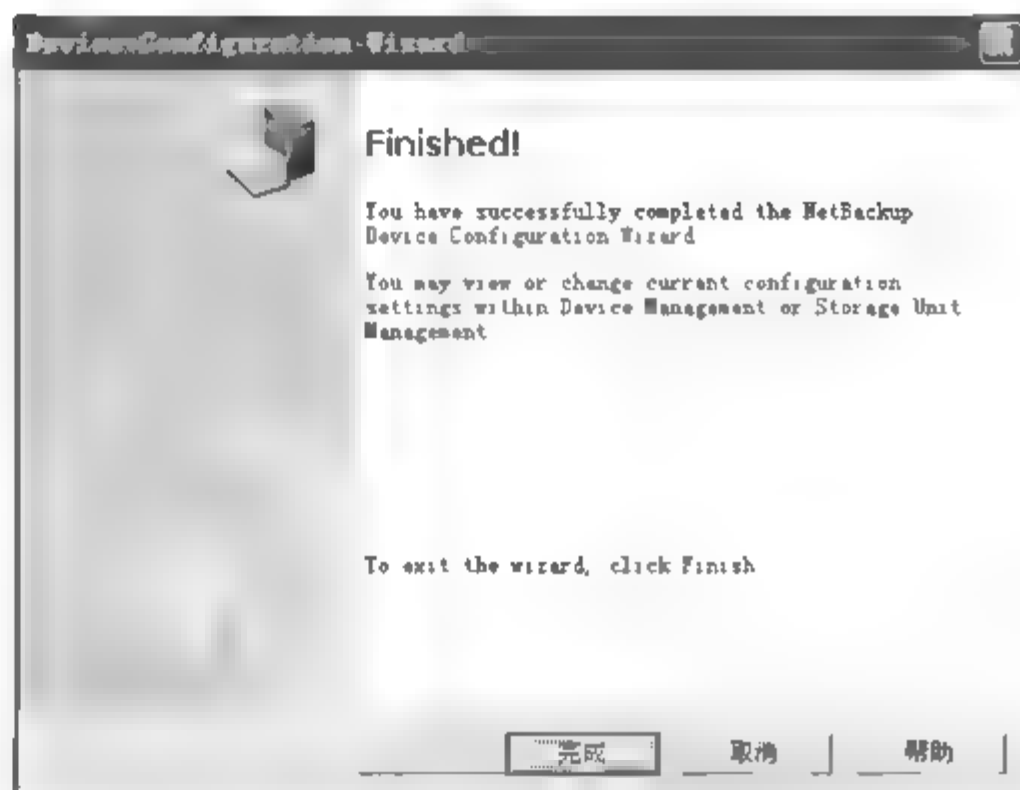 Device Configuration Wizard
Finished!
You have successfully completed the NetBackup
Device Configuration Wizard
You may view or change current configuration
settings within Device Management or Storage Unit
Management
To exit the wizard, click Finish
完成
取消
帮助